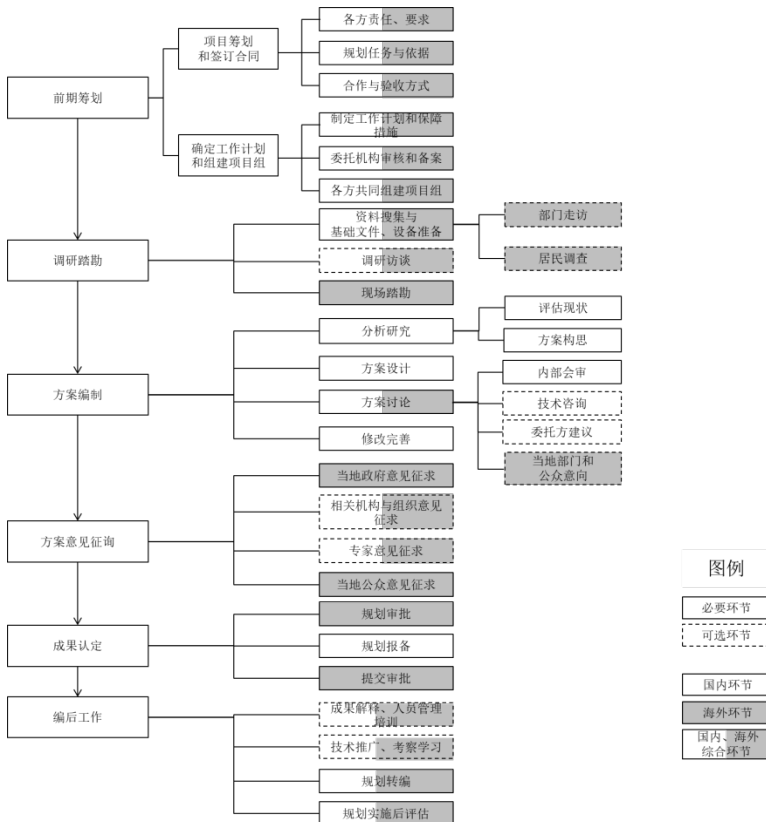 项目筹划
和签订合同
各方责任、要求
规划任务与依据
合作与验收方式
前期筹划
确定工作计划
和组建项目组
制定工作计划和保障
措施
委托机构审核和备案
各方共同组建项目组
调研踏勘
资料搜集与
基础文件、设备准备
部门走访
居民调查
调研访谈
现场踏勘
方案编制
分析研究
评估现状
方案构思
方案设计
方案讨论
内部会审
技术咨询
委托方建议
当地部门和
公众意向
修改完善
方案意见征询
当地政府意见征求
相关机构与组织意见
征求
专家意见征求
当地公众意见征求
成果认定
规划审批
规划报备
提交审批
编后工作
成果解释、人员管理
培训
技术推广、考察学习
规划转编
规划实施后评估
图例
必要环节
可选环节
国内环节
海外环节
国内、海外
综合环节